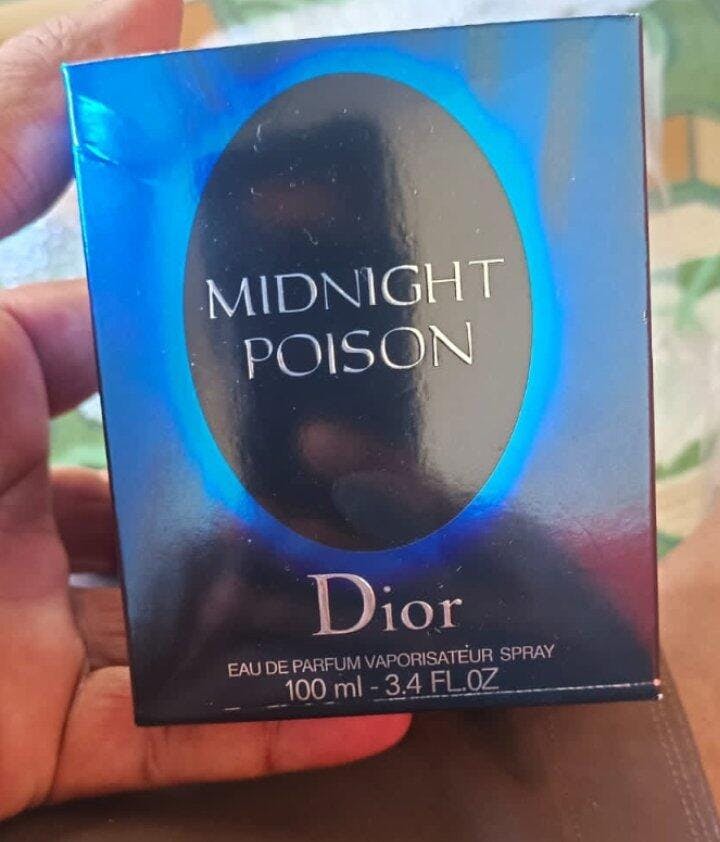 MIDNIGHT
POISON
Dior
EAU DE PARFUM VAPORISATEUR SPRAY
100 ml - 3.4 FL.OZ